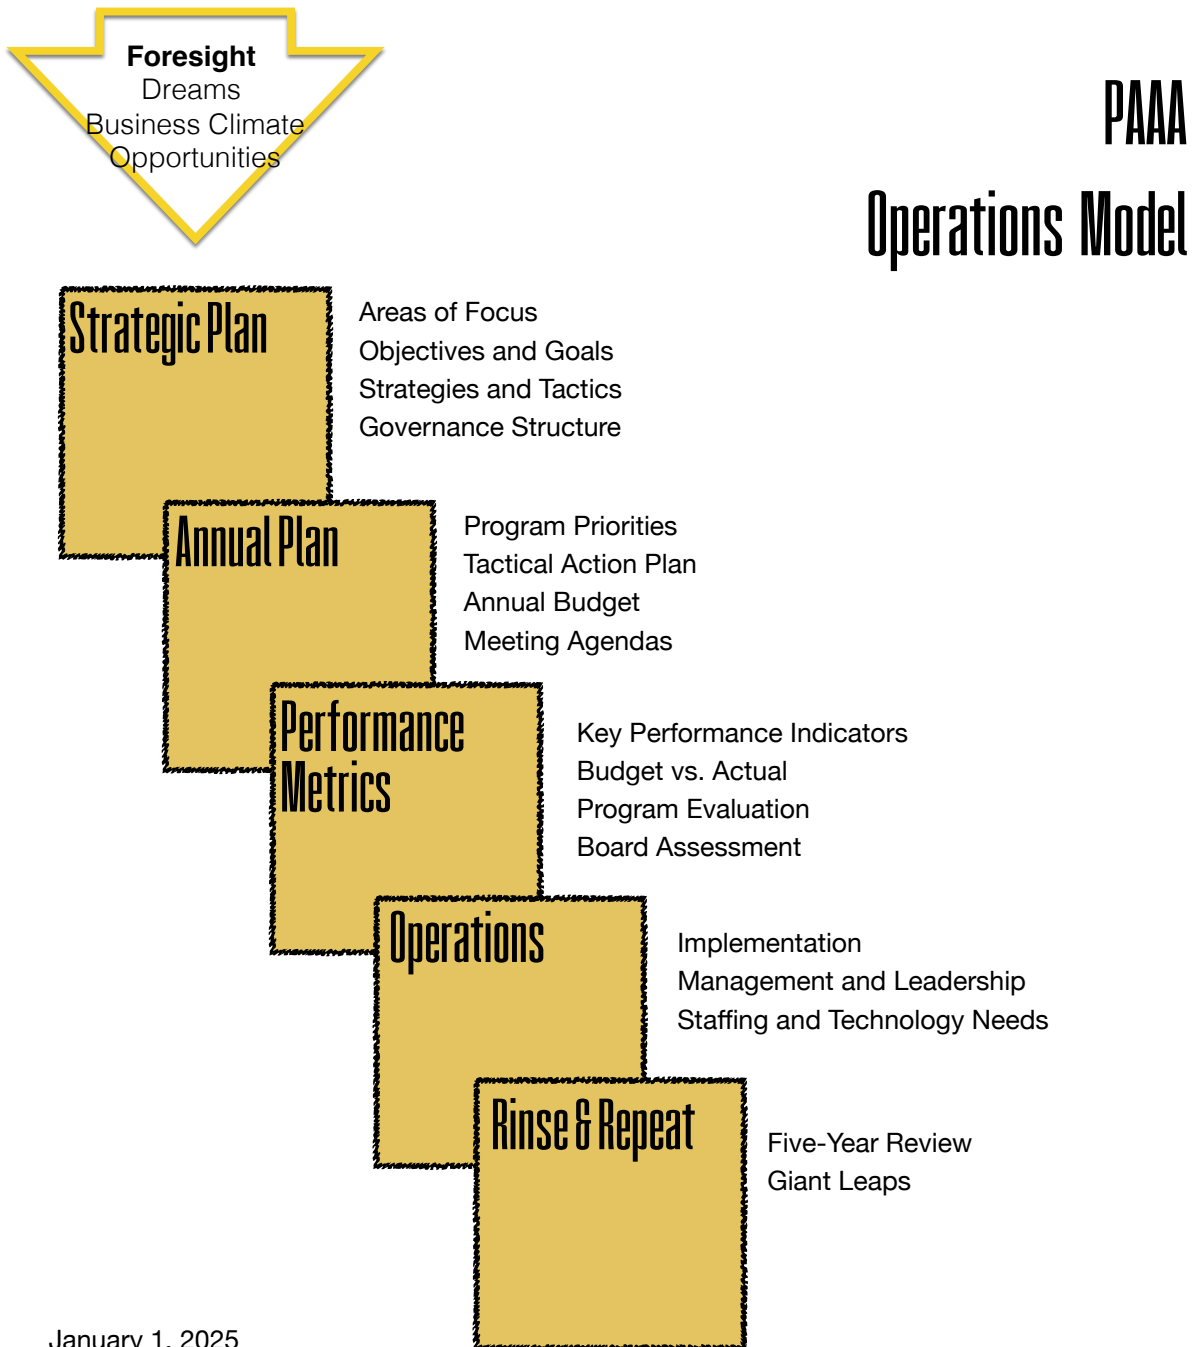 Foresight
Dreams
Business Climate
Opportunities
PAAA
Operations Model
Strategic Plan
Areas of Focus
Objectives and Goals
Strategies and Tactics
Governance Structure
Annual Plan
Program Priorities
Tactical Action Plan
Annual Budget
Meeting Agendas
Performance
Metrics
Key Performance Indicators
Budget vs. Actual
Program Evaluation
Board Assessment
Operations
Implementation
Management and Leadership
Staffing and Technology Needs
Rinse & Repeat
Five-Year Review
Giant Leaps
January 1, 2025